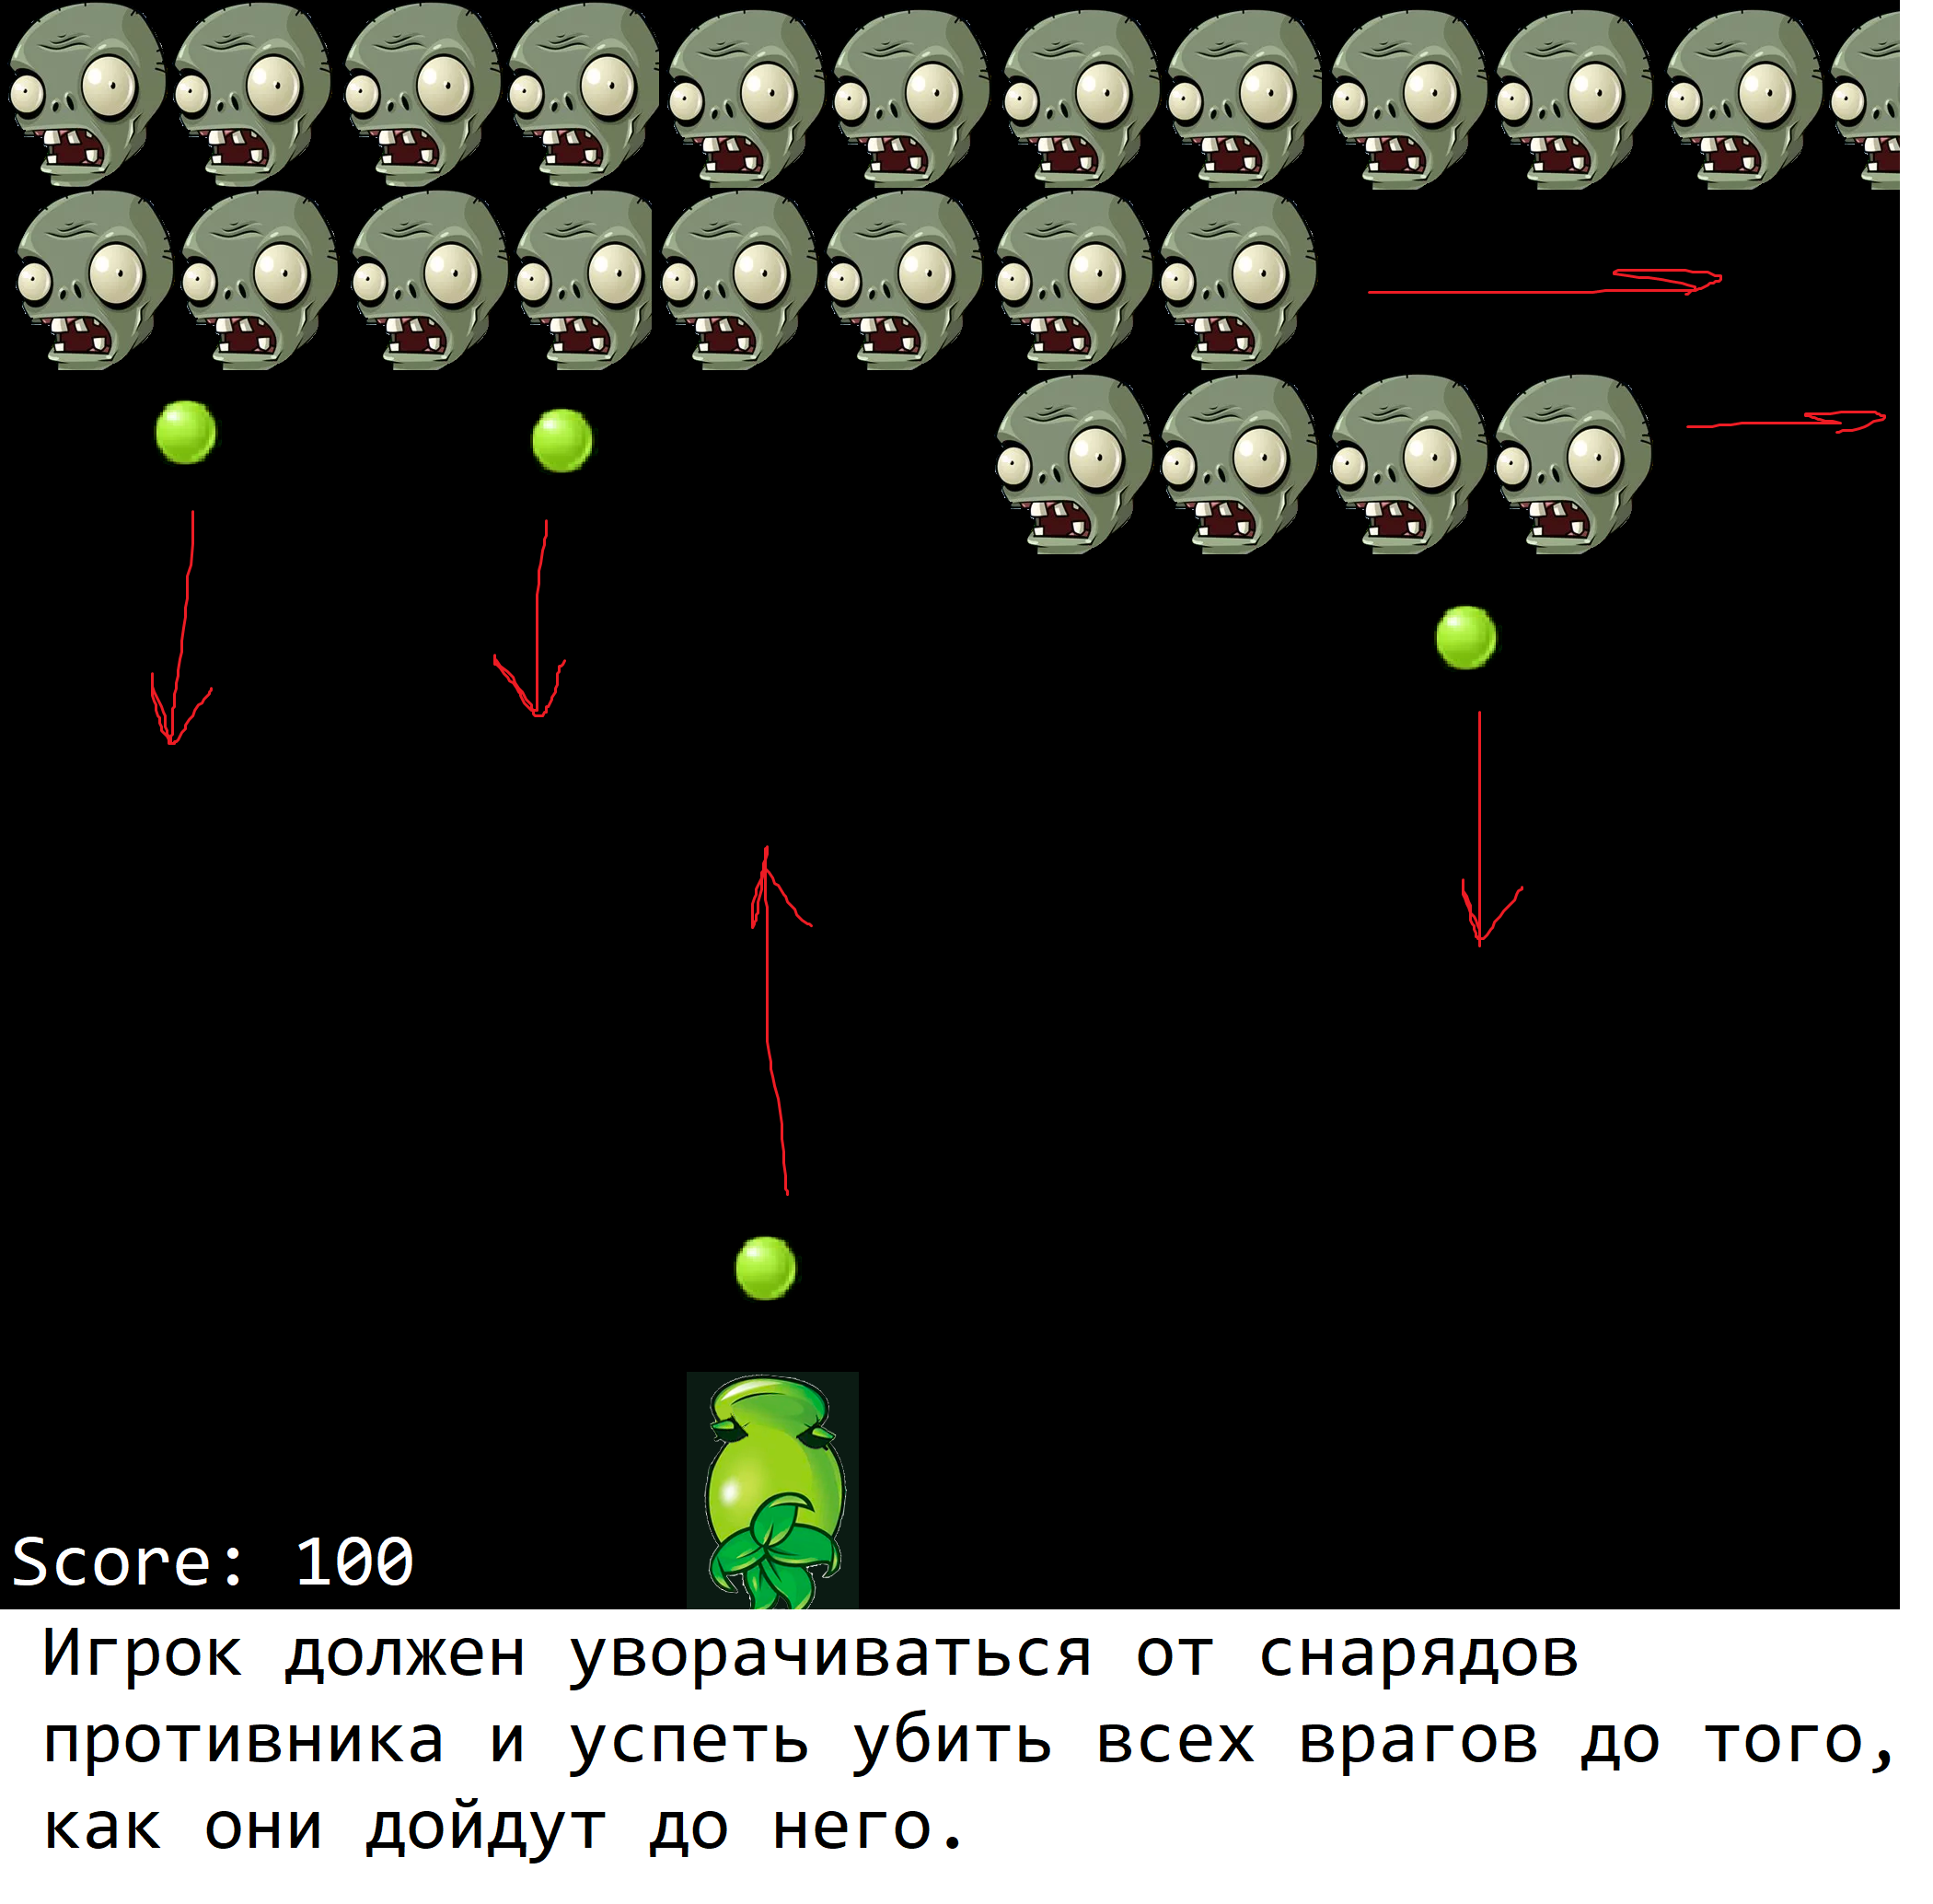 Score: 100
Игрок должен уворачиваться от снарядов
противника и успеть убить всех врагов до того,
как они дойдут до него.